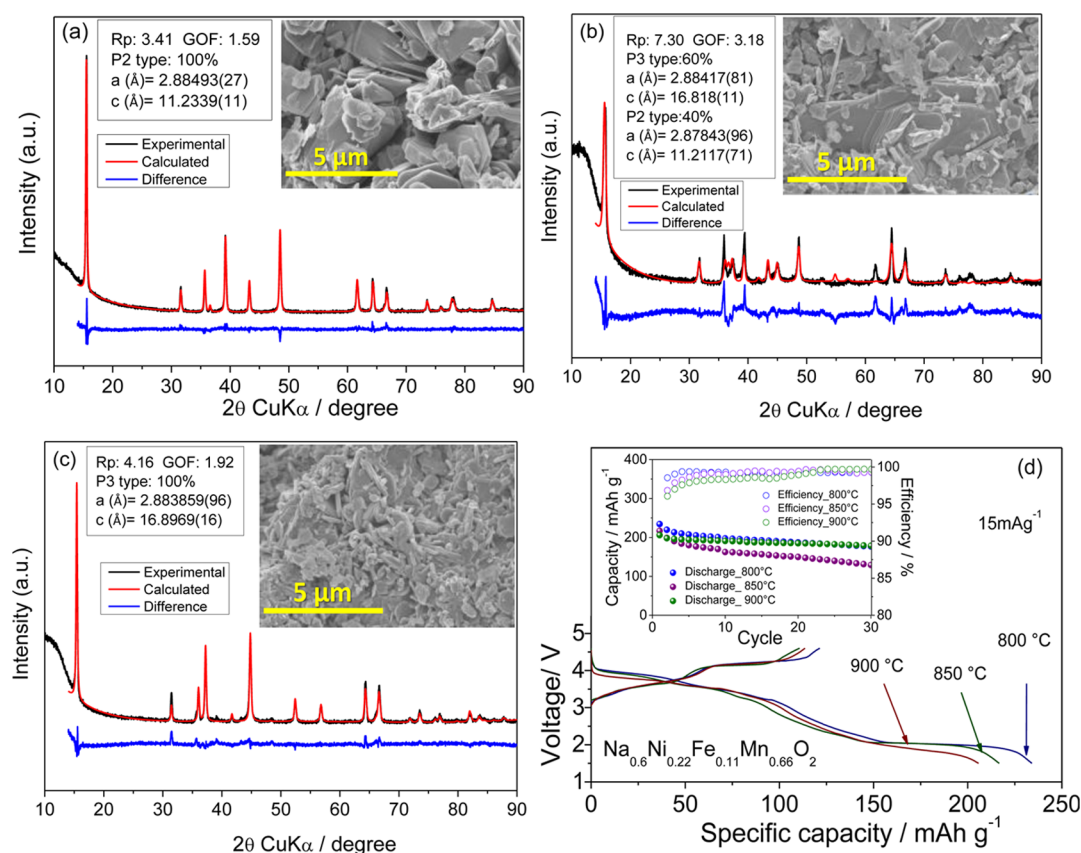 (a)
Rp: 3.41 GOF: 1.59
P2 type: 100%
a (Å)= 2.88493(27)
c (Å)= 11.2339(11)
Experimental
Calculated
Difference
5 µm
Intensity (a.u.)
10 20 30 40 50 60 70 80 90
2θ CuKα / degree
(b)
Rp: 7.30 GOF: 3.18
P3 type:60%
a (Å)= 2.88417(81)
c (Å)= 16.818(11)
P2 type:40%
a (Å)= 2.87843(96)
c (Å)= 11.2117(71)
Experimental
Calculated
Difference
5 µm
Intensity (a.u.)
10 20 30 40 50 60 70 80 90
2θ CuKα / degree
(c)
Rp: 4.16 GOF: 1.92
P3 type: 100%
a (Å)= 2.883859(96)
c (Å)= 16.8969(16)
Experimental
Calculated
Difference
5 µm
Intensity (a.u.)
10 20 30 40 50 60 70 80 90
2θ CuKα / degree
(d)
15mAg⁻¹
Capacity / mAh g⁻¹
400
350
300
250
200
150
100
50
0
Efficiency_800°C
Efficiency_850°C
Efficiency_900°C
Discharge_800°C
Discharge_ 850°C
Discharge_ 900°C
100
95
90
85
80
Efficiency / %
0 10 20 30
Cycle
800 °C
900 °C
850 °C
Voltage/ V
5
4
3
2
1
Na₀.₆Ni₀.₂₂Fe₀.₁₁Mn₀.₆₆O₂
0 50 100 150 200 250
Specific capacity / mAh g⁻¹